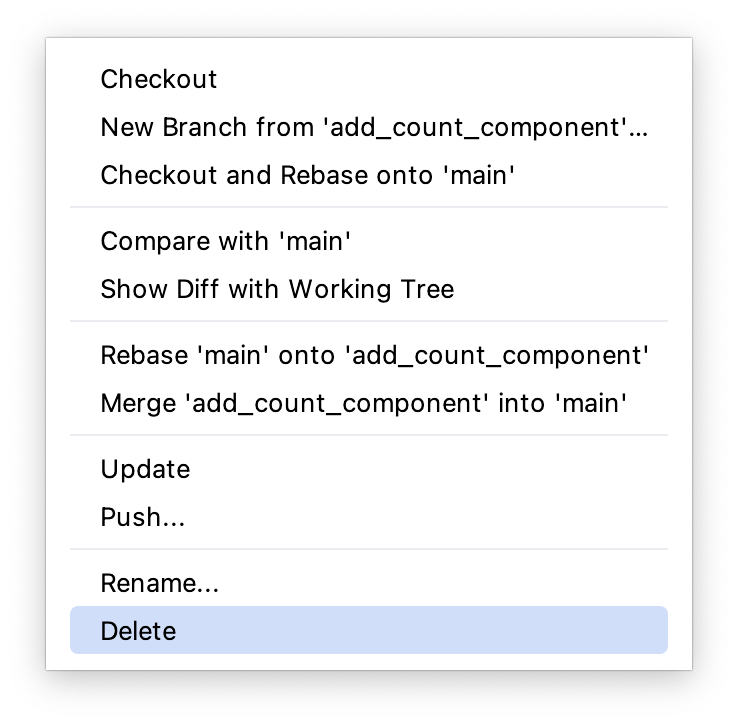 Checkout
New Branch from 'add_count_component'...
Checkout and Rebase onto 'main'
Compare with 'main'
Show Diff with Working Tree
Rebase 'main' onto 'add_count_component'
Merge 'add_count_component' into 'main'
Update
Push...
Rename...
Delete